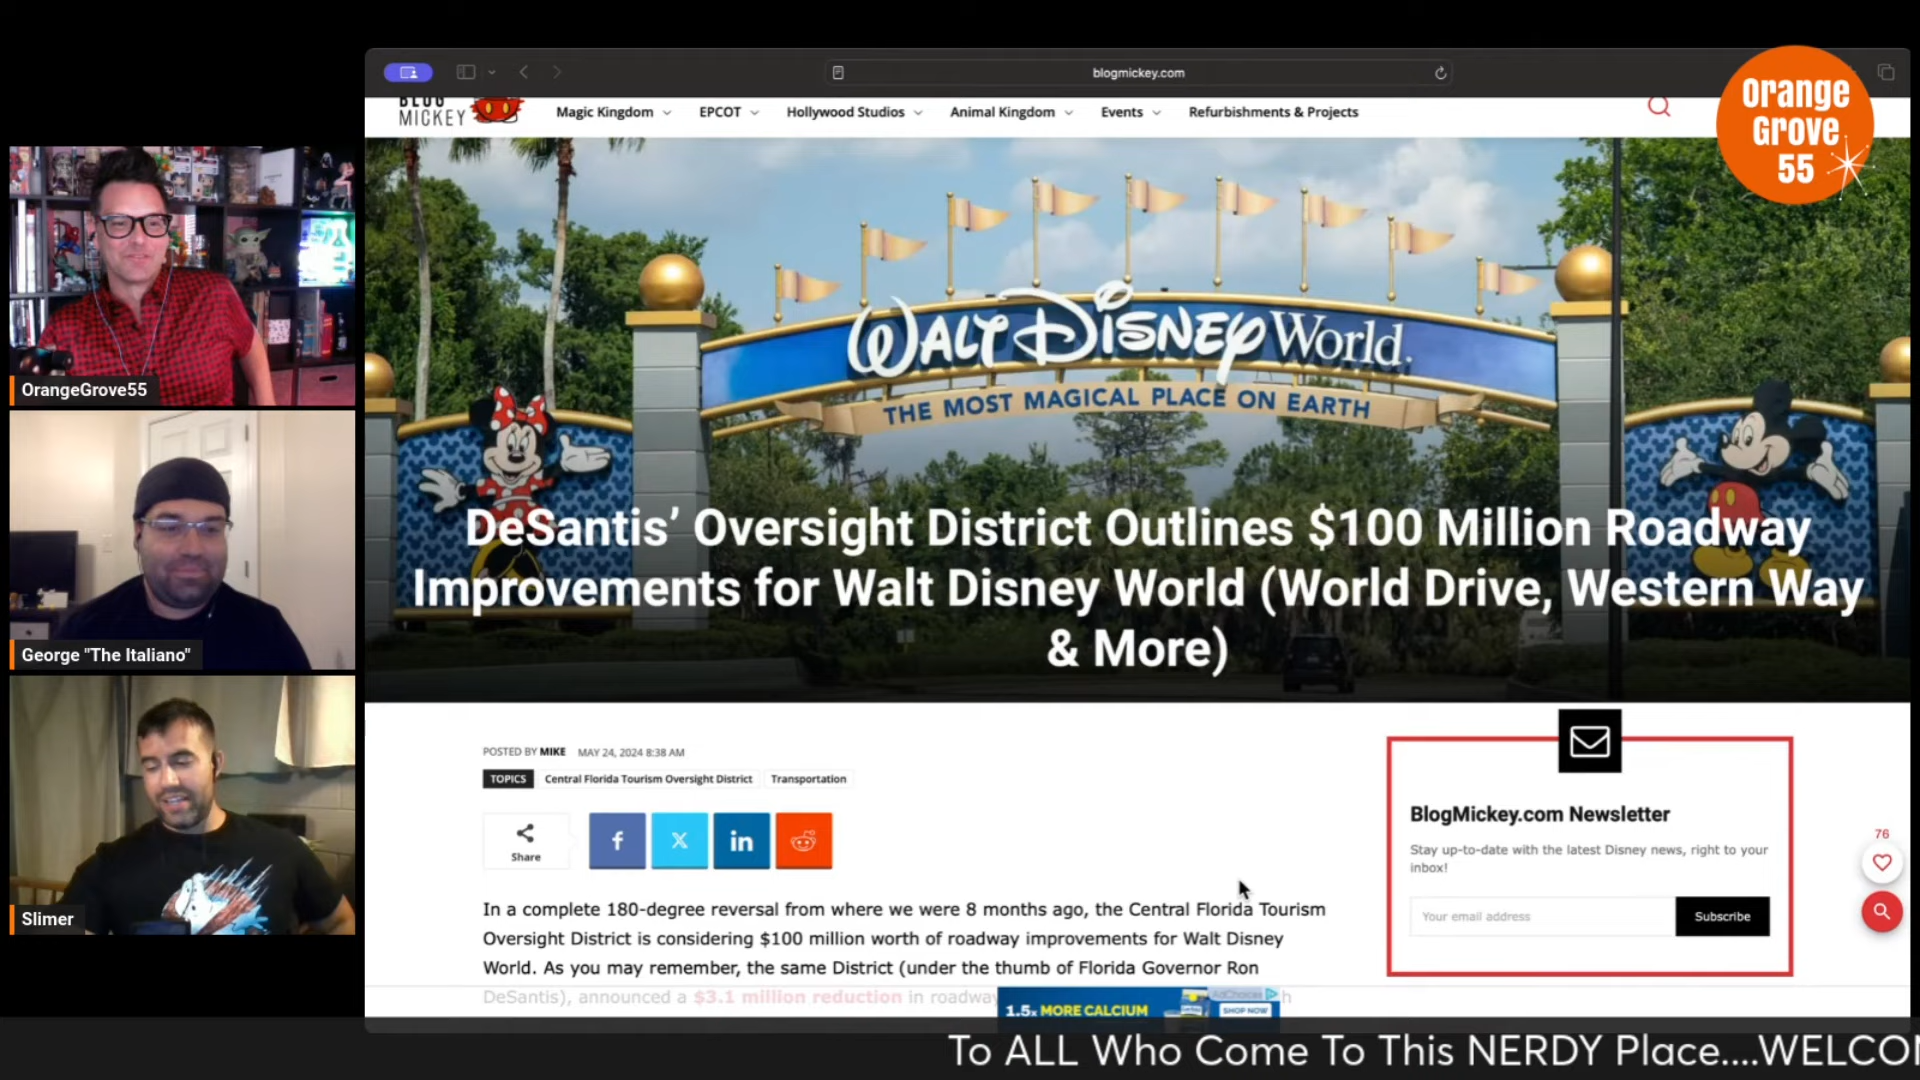 blogmickey.com
Orange
Grove
55
BLOG
MICKEY
Magic Kingdom
EPCOT
Hollywood Studios
Animal Kingdom
Events
Refurbishments & Projects
WALT DISNEY World.
THE MOST MAGICAL PLACE ON EARTH
DeSantis’ Oversight District Outlines $100 Million Roadway
Improvements for Walt Disney World (World Drive, Western Way
& More)
OrangeGrove55
George "The Italiano"
Slimer
POSTED BY MIKE MAY 24, 2024 8:38 AM
TOPICS Central Florida Tourism Oversight District Transportation
Share
f
X
in
In a complete 180-degree reversal from where we were 8 months ago, the Central Florida Tourism
Oversight District is considering $100 million worth of roadway improvements for Walt Disney
World. As you may remember, the same District (under the thumb of Florida Governor Ron
DeSantis), announced a $3.1 million reduction in roadway
BlogMickey.com Newsletter
Stay up-to-date with the latest Disney news, right to your
inbox!
Your email address
Subscribe
76
1.5x MORE CALCIUM
AdChoices
SHOP NOW
To ALL Who Come To This NERDY Place....WELCO